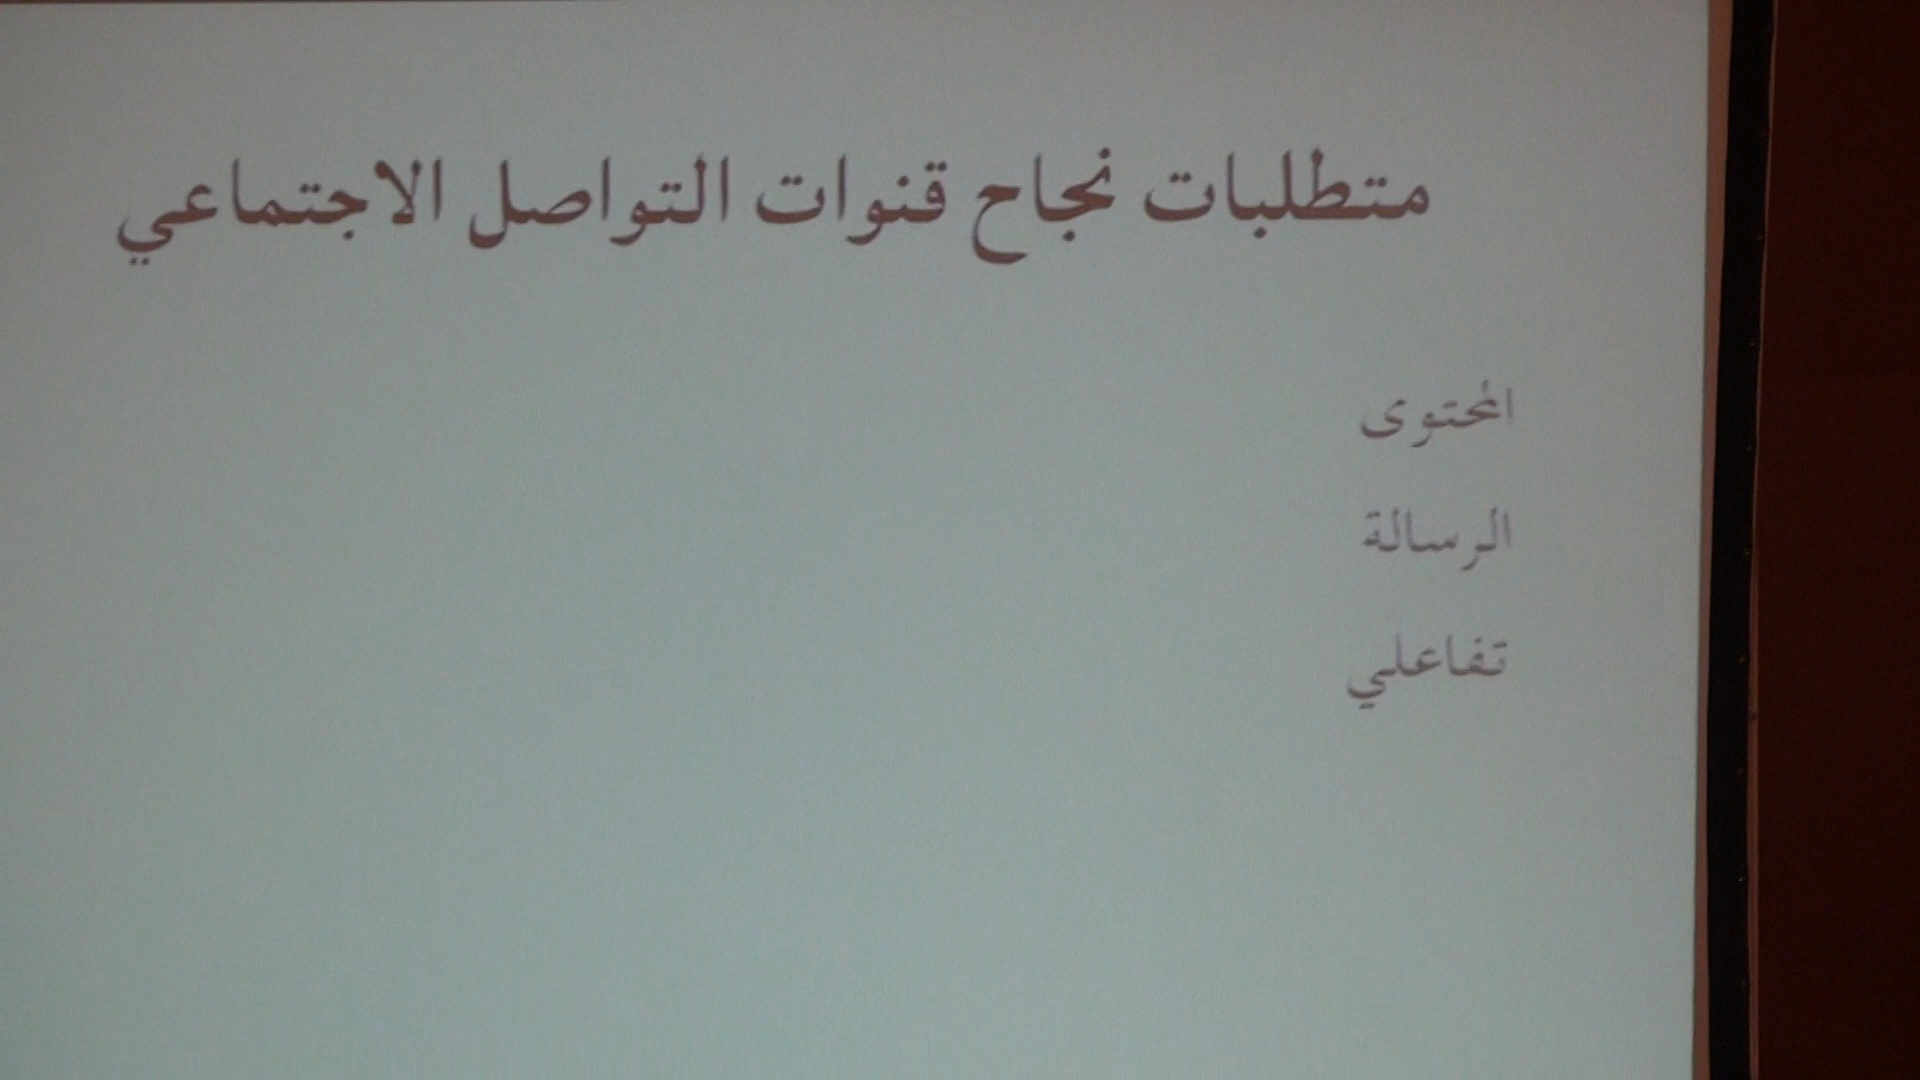 متطلبات نجاح قنوات التواصل الاجتماعي
المحتوى
الرسالة
تفاعلي